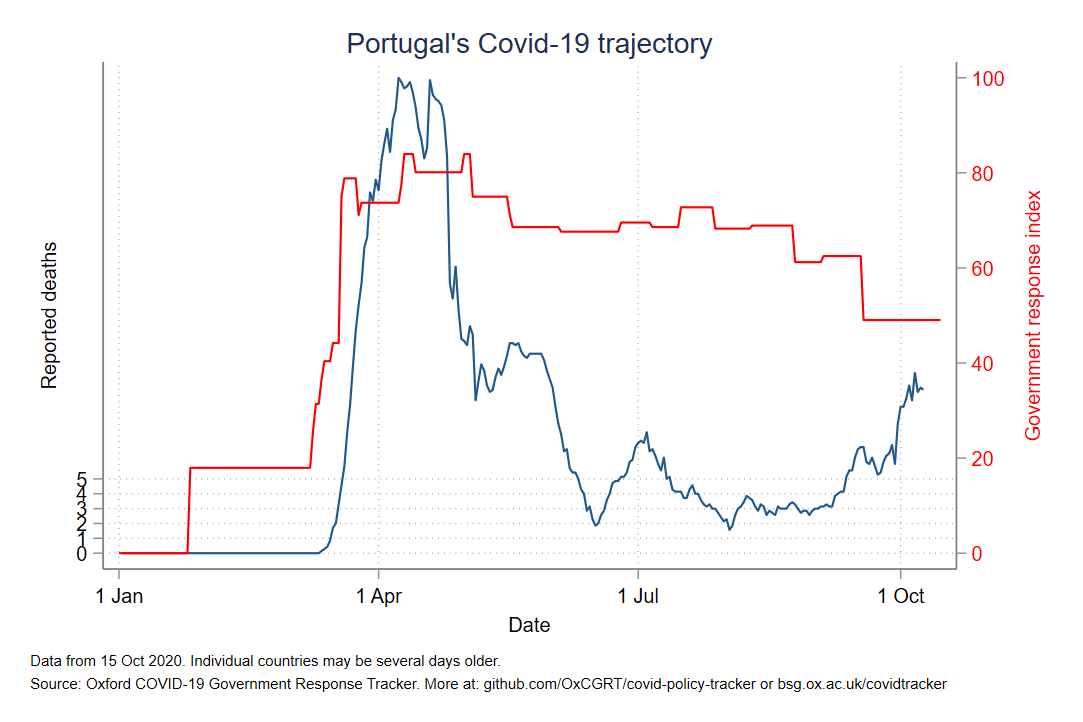 Portugal's Covid-19 trajectory
100
80
60
40
20
0
5
4
3
2
1
0
Reported deaths
Government response index
1 Jan
1 Apr
1 Jul
1 Oct
Date
Data from 15 Oct 2020. Individual countries may be several days older.
Source: Oxford COVID-19 Government Response Tracker. More at: github.com/OxCGRT/covid-policy-tracker or bsg.ox.ac.uk/covidtracker